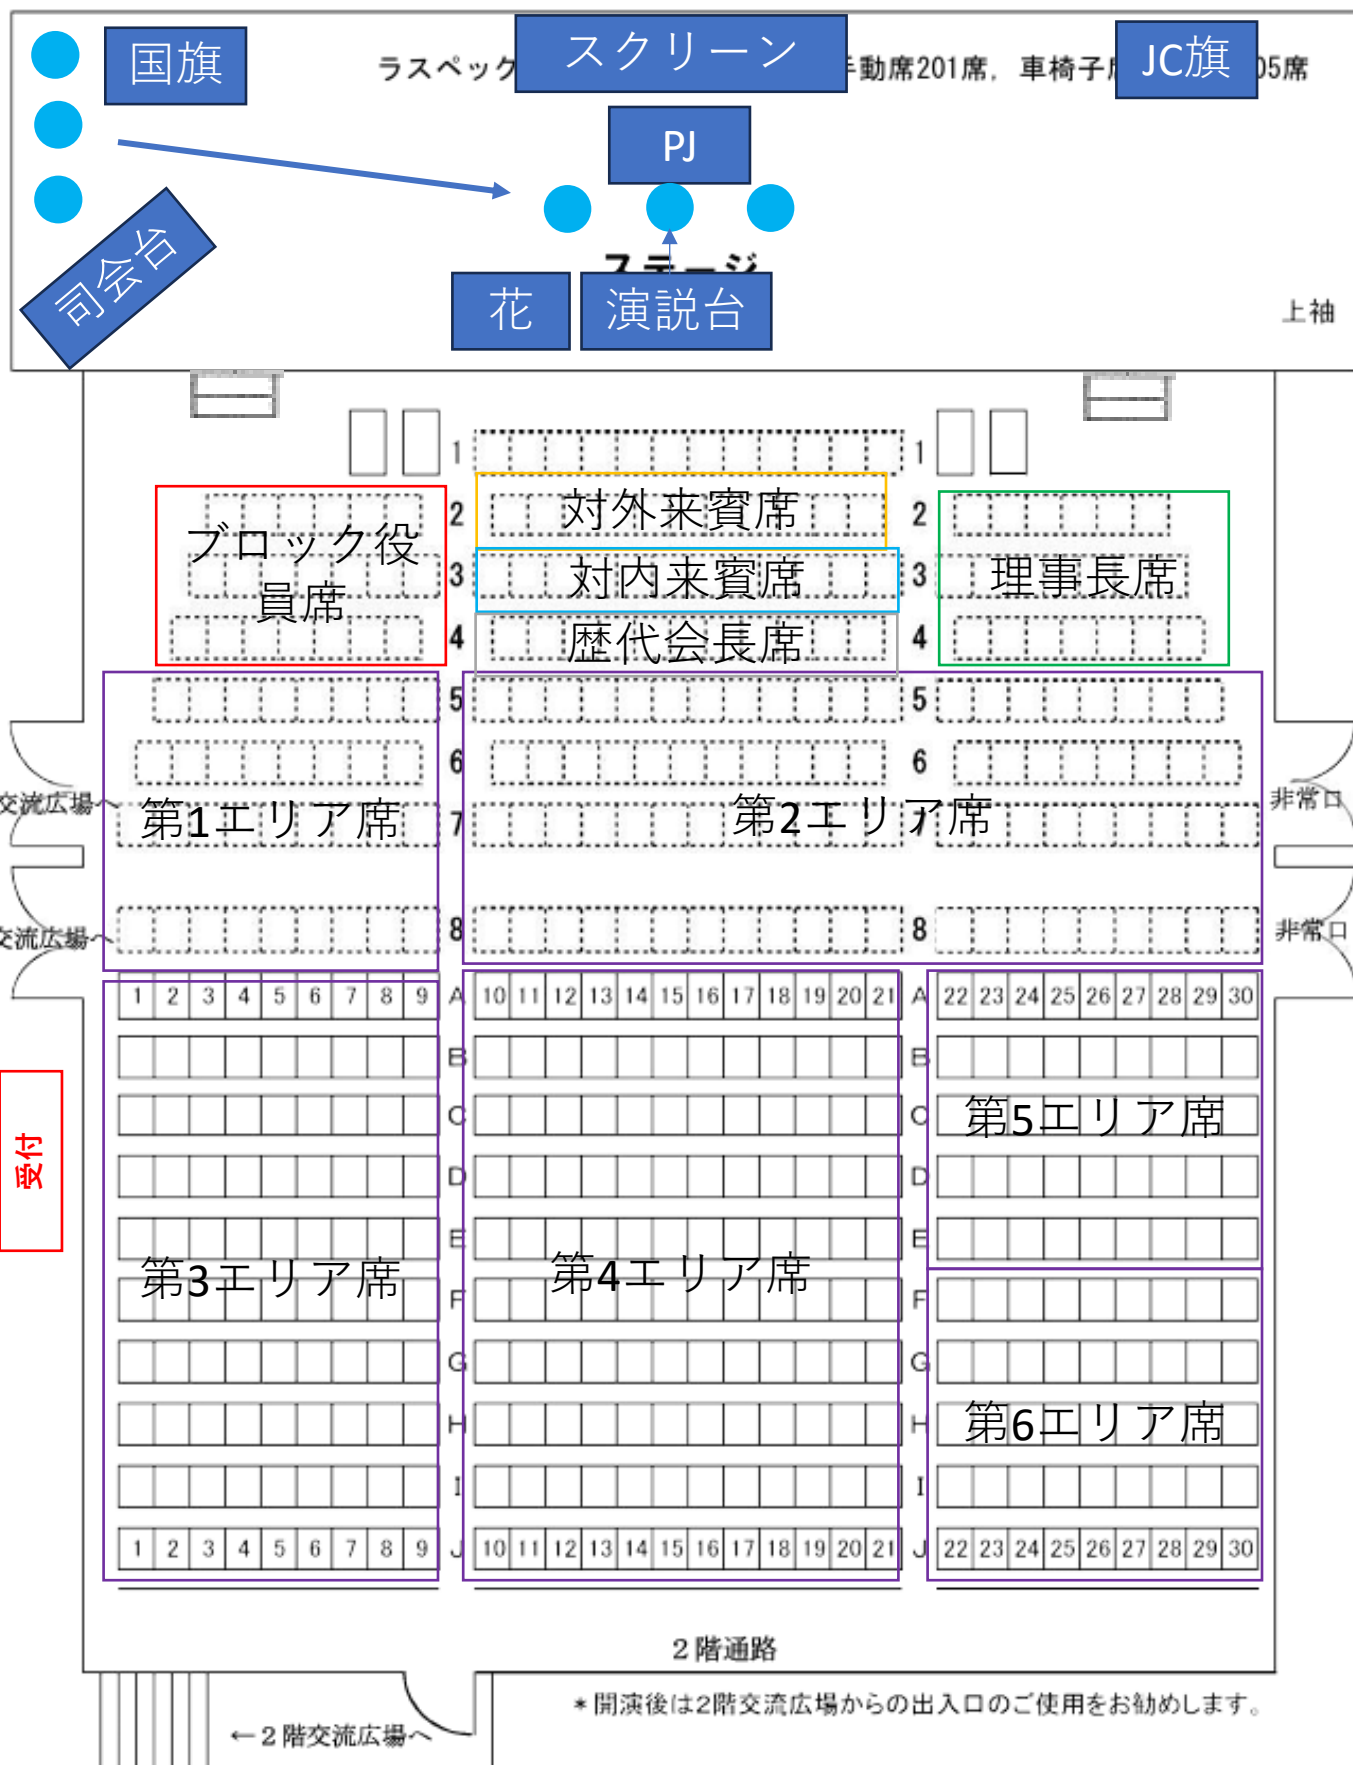 国旗
スクリーン
JC旗
ラスペック
手動席201席, 車椅子
05席
PJ
司会台
ステージ
花
演説台
上袖
1 1
2 対外来賓席 2
ブロック役
員席
3 対内来賓席 3
理事長席
4 歴代会長席 4
5 5
6 6
交流広場へ
第1エリア席 7
第2エリア席 7
非常口
交流広場へ
8 8
非常口
1 2 3 4 5 6 7 8 9 A 10 11 12 13 14 15 16 17 18 19 20 21 A 22 23 24 25 26 27 28 29 30
B B
C C
第5エリア席
受付
D D
E E
第3エリア席
第4エリア席
F F
G G
H H
第6エリア席
I I
1 2 3 4 5 6 7 8 9 J 10 11 12 13 14 15 16 17 18 19 20 21 J 22 23 24 25 26 27 28 29 30
2階通路
*開演後は2階交流広場からの出入口のご使用をお勧めします。
←2階交流広場へ